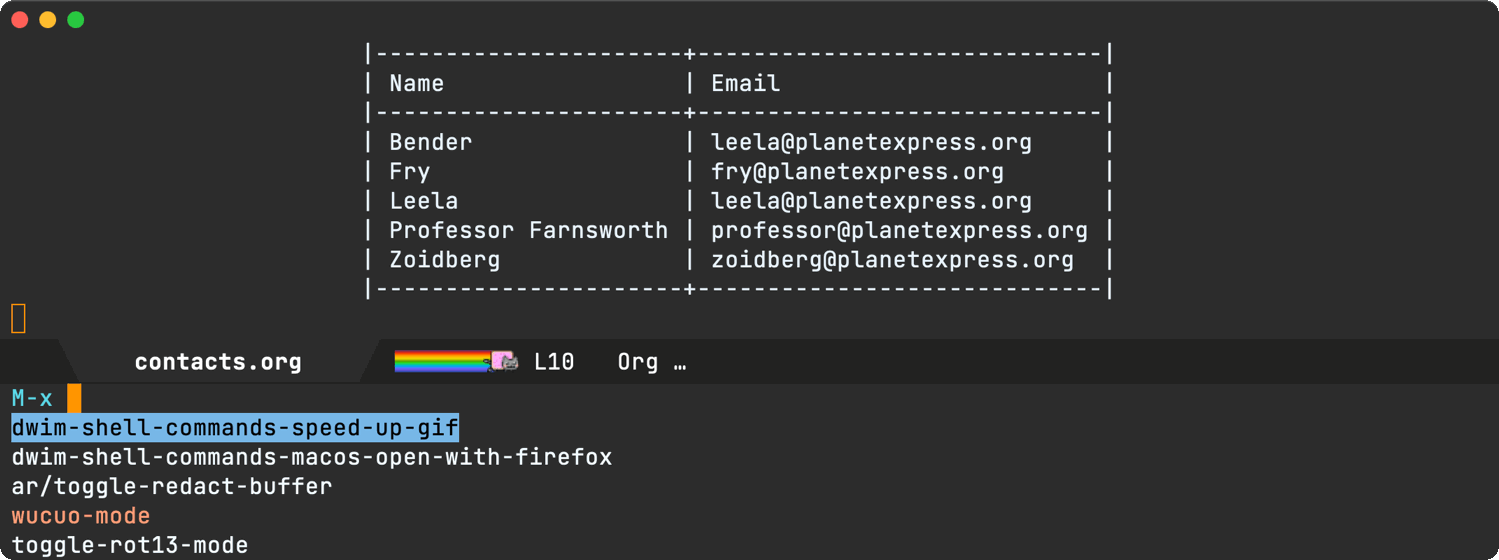 |----------------------+-----------------------------|
| Name                 | Email                       |
|----------------------+-----------------------------|
| Bender               | leela@planetexpress.org     |
| Fry                  | fry@planetexpress.org       |
| Leela                | leela@planetexpress.org     |
| Professor Farnsworth | professor@planetexpress.org |
| Zoidberg             | zoidberg@planetexpress.org  |
|----------------------+-----------------------------|
contacts.org L10 Org …
M-x
dwim-shell-commands-speed-up-gif
dwim-shell-commands-macos-open-with-firefox
ar/toggle-redact-buffer
wucuo-mode
toggle-rot13-mode